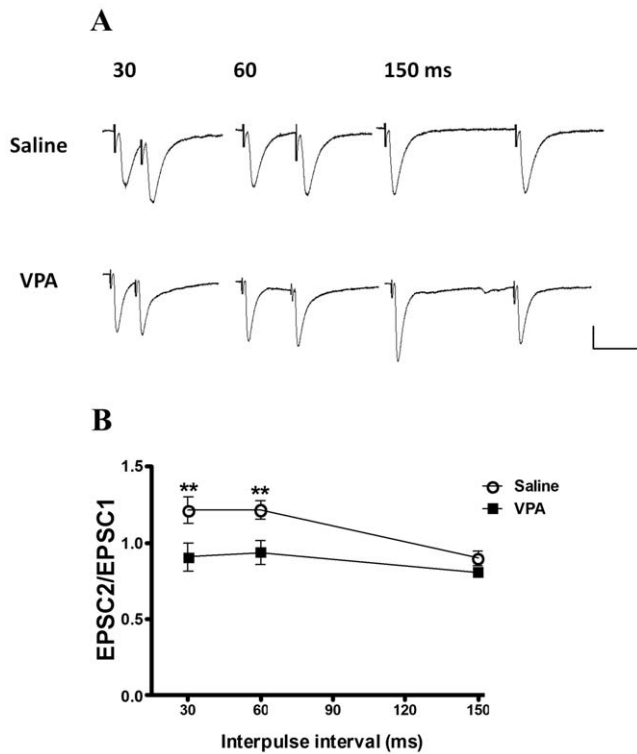 A
30 60 150 ms
Saline
VPA
B
1.5
1.0
0.5
0.0
EPSC2/EPSC1
** **
Saline
VPA
30 60 90 120 150
Interpulse interval (ms)